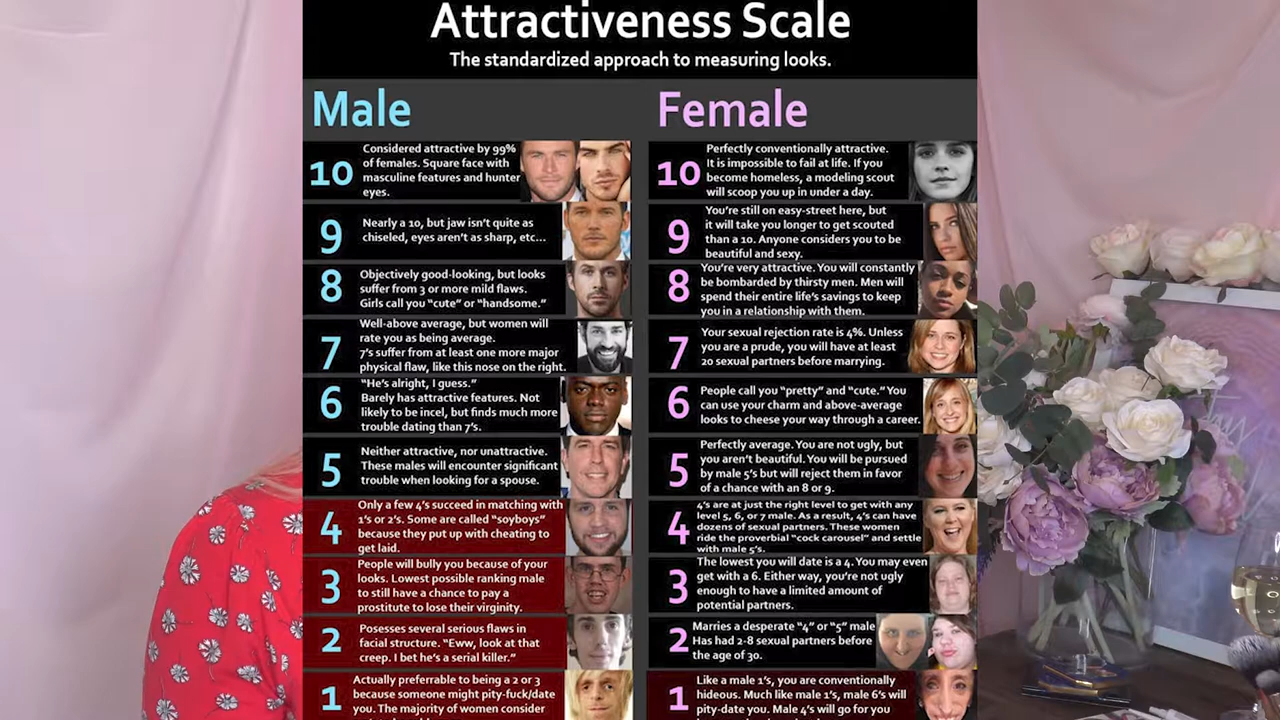 Attractiveness Scale
The standardized approach to measuring looks.
Male
10
Considered attractive by 99%
of females. Square face with
masculine features and hunter
eyes.
9
Nearly a 10, but jaw isn't quite as
chiseled, eyes aren't as sharp, etc...
8
Objectively good-looking, but looks
suffer from 3 or more mild flaws.
Girls call you "cute" or "handsome."
7
Well-above average, but women will
rate you as being average.
7's suffer from at least one more major
physical flaw, like this nose on the right.
6
"He's alright, I guess."
Barely has attractive features. Not
likely to be incel, but finds much more
trouble dating than 7's.
5
Neither attractive, nor unattractive.
These males will encounter significant
trouble when looking for a spouse.
4
Only a few 4's succeed in matching with
1's or 2's. Some are called "soyboys"
because they put up with cheating to
get laid.
3
People will bully you because of your
looks. Lowest possible ranking male
to still have a chance to pay a
prostitute to lose their virginity.
2
Posesses several serious flaws in
facial structure. "Eww, look at that
creep. I bet he's a serial killer."
1
Actually preferrable to being a 2 or 3
because someone might pity-fuck/date
you. The majority of women consider
Female
10
Perfectly conventionally attractive.
It is impossible to fail at life. If you
become homeless, a modeling scout
will scoop you up in under a day.
9
You're still on easy-street here, but
it will take you longer to get scouted
than a 10. Anyone considers you to be
beautiful and sexy.
8
You're very attractive. You will constantly
be bombarded by thirsty men. Men will
spend their entire life's savings to keep
you in a relationship with them.
7
Your sexual rejection rate is 4%. Unless
you are a prude, you will have at least
20 sexual partners before marrying.
6
People call you "pretty" and "cute." You
can use your charm and above-average
looks to cheese your way through a career.
5
Perfectly average. You are not ugly, but
you aren't beautiful. You will be pursued
by male 5's but will reject them in favor
of a chance with an 8 or 9.
4
4's are at just the right level to get with any
level 5, 6, or 7 male. As a result, 4's can have
dozens of sexual partners. These women
ride the proverbial "cock carousel" and settle
with male 5's.
3
The lowest you will date is a 4. You may even
get with a 6. Either way, you're not ugly
enough to have a limited amount of
potential partners.
2
Marries a desperate "4" or "5" male
Has had 2-8 sexual partners before
the age of 30.
1
Like a male 1's, you are conventionally
hideous. Much like male 1's, male 6's will
pity-date you. Male 4's will go for you